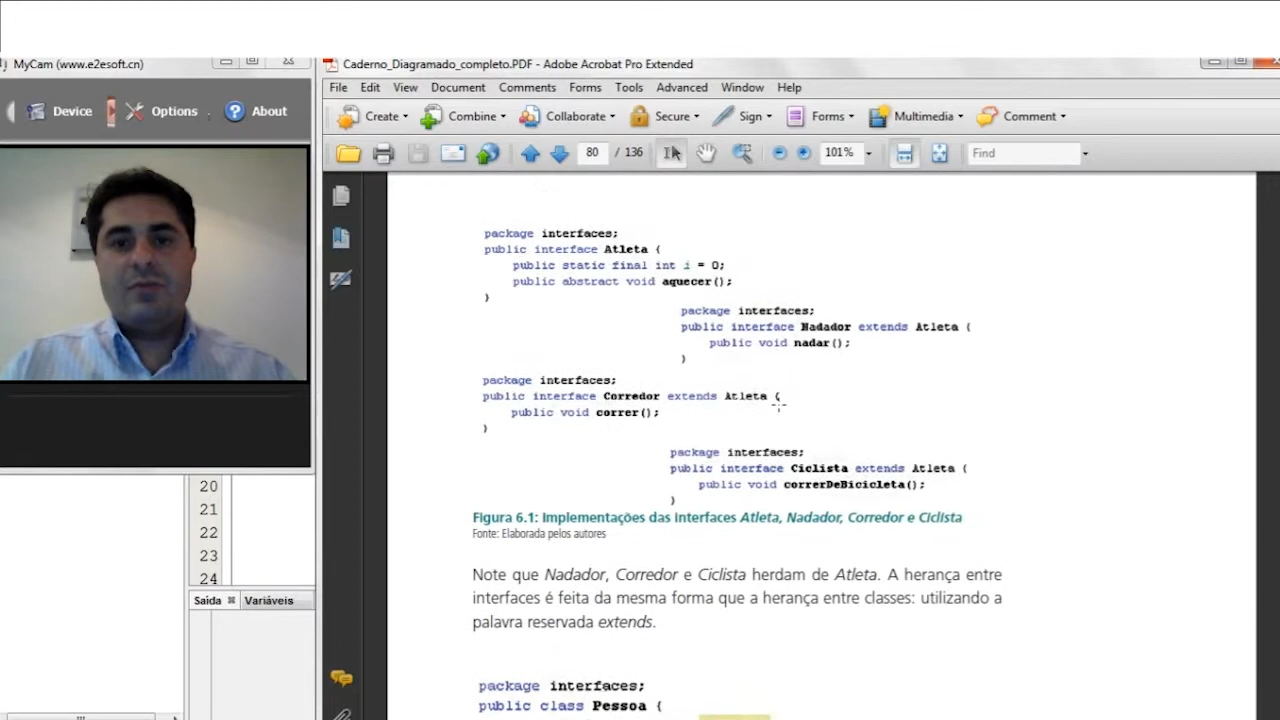 MyCam (www.e2esoft.cn)
Device
Options
About
Caderno_Diagramado_completo.PDF - Adobe Acrobat Pro Extended
File Edit View Document Comments Forms Tools Advanced Window Help
Create Combine Collaborate Secure Sign Forms Multimedia Comment
80 / 136 101% Find
package interfaces;
public interface Atleta {
public static final int i = 0;
public abstract void aquecer();
}
package interfaces;
public interface Nadador extends Atleta {
public void nadar();
}
package interfaces;
public interface Corredor extends Atleta {
public void correr();
}
package interfaces;
public interface Ciclista extends Atleta {
public void correrDeBicicleta();
}
Figura 6.1: Implementações das interfaces Atleta, Nadador, Corredor e Ciclista
Fonte: Elaborada pelos autores
Note que Nadador, Corredor e Ciclista herdam de Atleta. A herança entre
interfaces é feita da mesma forma que a herança entre classes: utilizando a
palavra reservada extends.
package interfaces;
public class Pessoa {
20
21
22
23
24
Saída Variáveis